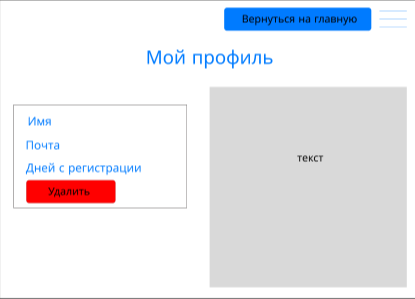 Вернуться на главную
Мой профиль
Имя
Почта
Дней с регистрации
Удалить
текст